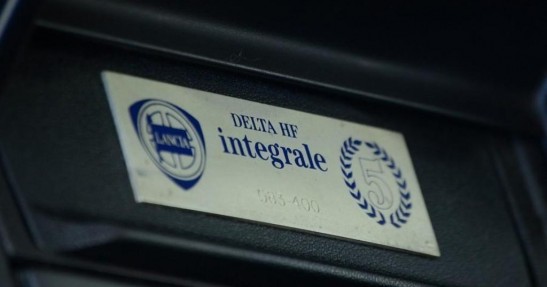 LANCIA
DELTA HF
integrale
5